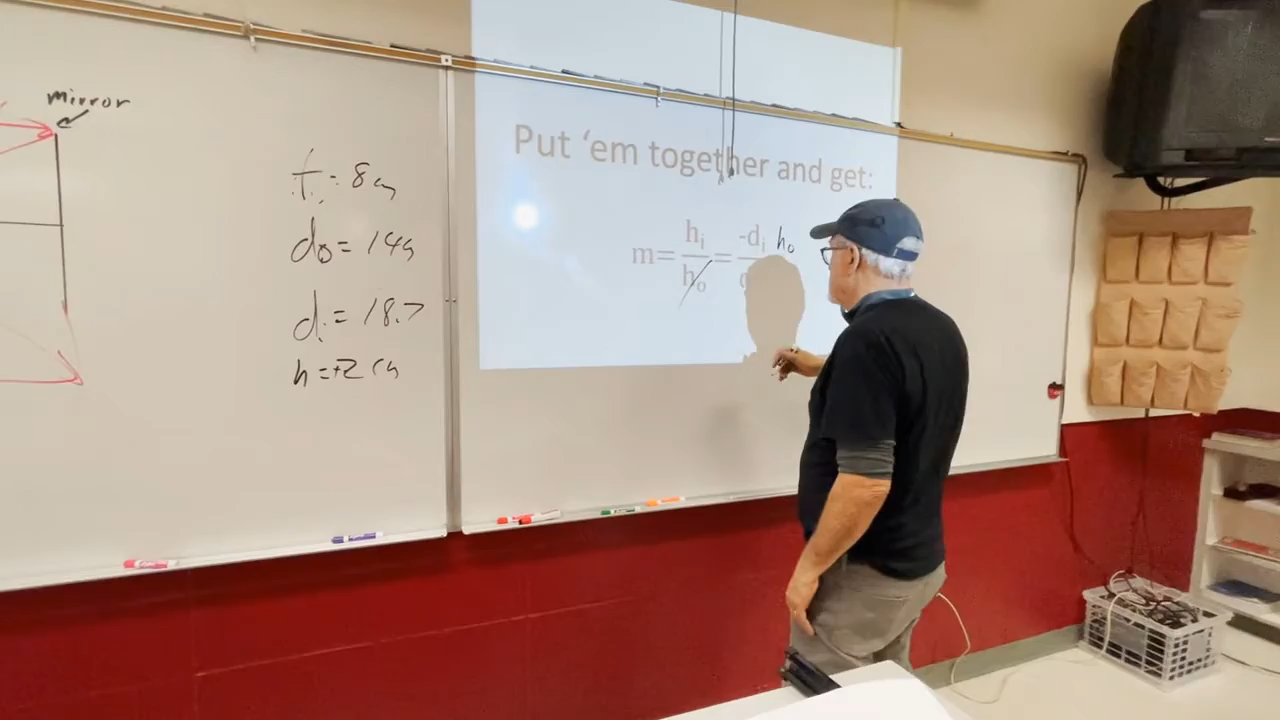 mirror
f = 8 cm
do = 14 cm
di = 18.7
h = +2 cm
Put 'em together and get:
m= hi/ho = -di ho